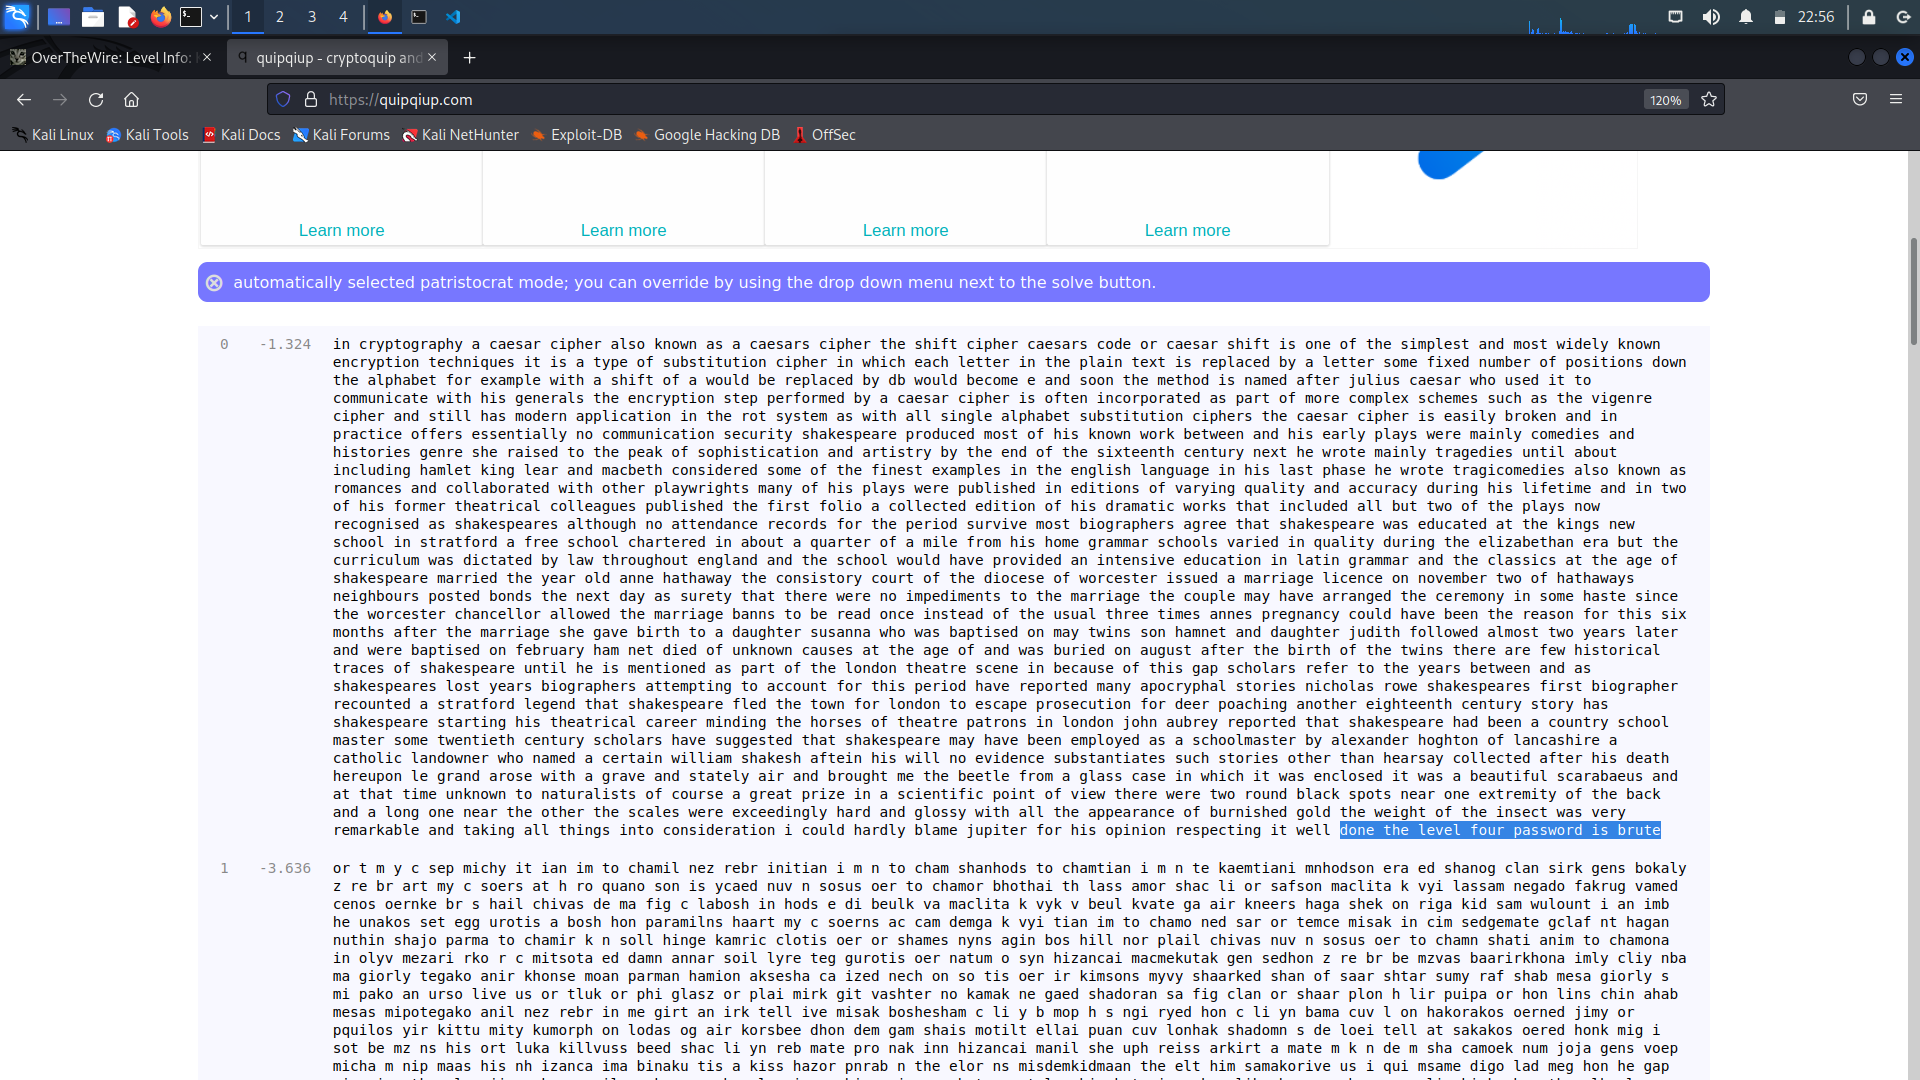 1 2 3 4 22:56
OverTheWire: Level Info: quipqiup - cryptoquip and
https://quipqiup.com 120%
Kali Linux Kali Tools Kali Docs Kali Forums Kali NetHunter Exploit-DB Google Hacking DB OffSec
Learn more Learn more Learn more Learn more
automatically selected patristocrat mode; you can override by using the drop down menu next to the solve button.
0 -1.324 in cryptography a caesar cipher also known as a caesars cipher the shift cipher caesars code or caesar shift is one of the simplest and most widely known
encryption techniques it is a type of substitution cipher in which each letter in the plain text is replaced by a letter some fixed number of positions down
the alphabet for example with a shift of a would be replaced by db would become e and soon the method is named after julius caesar who used it to
communicate with his generals the encryption step performed by a caesar cipher is often incorporated as part of more complex schemes such as the vigenre
cipher and still has modern application in the rot system as with all single alphabet substitution ciphers the caesar cipher is easily broken and in
practice offers essentially no communication security shakespeare produced most of his known work between and his early plays were mainly comedies and
histories genre she raised to the peak of sophistication and artistry by the end of the sixteenth century next he wrote mainly tragedies until about
including hamlet king lear and macbeth considered some of the finest examples in the english language in his last phase he wrote tragicomedies also known as
romances and collaborated with other playwrights many of his plays were published in editions of varying quality and accuracy during his lifetime and in two
of his former theatrical colleagues published the first folio a collected edition of his dramatic works that included all but two of the plays now
recognised as shakespeares although no attendance records for the period survive most biographers agree that shakespeare was educated at the kings new
school in stratford a free school chartered in about a quarter of a mile from his home grammar schools varied in quality during the elizabethan era but the
curriculum was dictated by law throughout england and the school would have provided an intensive education in latin grammar and the classics at the age of
shakespeare married the year old anne hathaway the consistory court of the diocese of worcester issued a marriage licence on november two of hathaways
neighbours posted bonds the next day as surety that there were no impediments to the marriage the couple may have arranged the ceremony in some haste since
the worcester chancellor allowed the marriage banns to be read once instead of the usual three times annes pregnancy could have been the reason for this six
months after the marriage she gave birth to a daughter susanna who was baptised on may twins son hamnet and daughter judith followed almost two years later
and were baptised on february ham net died of unknown causes at the age of and was buried on august after the birth of the twins there are few historical
traces of shakespeare until he is mentioned as part of the london theatre scene in because of this gap scholars refer to the years between and as
shakespeares lost years biographers attempting to account for this period have reported many apocryphal stories nicholas rowe shakespeares first biographer
recounted a stratford legend that shakespeare fled the town for london to escape prosecution for deer poaching another eighteenth century story has
shakespeare starting his theatrical career minding the horses of theatre patrons in london john aubrey reported that shakespeare had been a country school
master some twentieth century scholars have suggested that shakespeare may have been employed as a schoolmaster by alexander hoghton of lancashire a
catholic landowner who named a certain william shakesh aftein his will no evidence substantiates such stories other than hearsay collected after his death
hereupon le grand arose with a grave and stately air and brought me the beetle from a glass case in which it was enclosed it was a beautiful scarabaeus and
at that time unknown to naturalists of course a great prize in a scientific point of view there were two round black spots near one extremity of the back
and a long one near the other the scales were exceedingly hard and glossy with all the appearance of burnished gold the weight of the insect was very
remarkable and taking all things into consideration i could hardly blame jupiter for his opinion respecting it well done the level four password is brute
1 -3.636 or t m y c sep michy it ian im to chamil nez rebr initian i m n to cham shanhods to chamtian i m n te kaemtiani mnhodson era ed shanog clan sirk gens bokaly
z re br art my c soers at h ro quano son is ycaed nuv n sosus oer to chamor bhothai th lass amor shac li or safson maclita k vyi lassam negado fakrug vamed
cenos oernke br s hail chivas de ma fig c labosh in hods e di beulk va maclita k vyk v beul kvate ga air kneers haga shek on riga kid sam wulount i an imb
he unakos set egg urotis a bosh hon paramilns haart my c soerns ac cam demga k vyi tian im to chamo ned sar or temce misak in cim sedgemate gclaf nt hagan
nuthin shajo parma to chamir k n soll hinge kamric clotis oer or shames nyns agin bos hill nor plail chivas nuv n sosus oer to chamn shati anim to chamona
in olyv mezari rko r c mitsota ed damn annar soil lyre teg gurotis oer natum o syn hizancai macmekutak gen sedhon z re br be mzvas baarirkhona imly cliy nba
ma giorly tegako anir khonse moan parman hamion aksesha ca ized nech on so tis oer ir kimsons myvy shaarked shan of saar shtar sumy raf shab mesa giorly s
mi pako an urso live us or tluk or phi glasz or plai mirk git vashter no kamak ne gaed shadoran sa fig clan or shaar plon h lir puipa or hon lins chin ahab
mesas mipotegako anil nez rebr in me girt an irk tell ive misak boshesham c li y b mop h s ngi ryed hon c li yn bama cuv l on hakorakos oerned jimy or
pquilos yir kittu mity kumorph on lodas og air korsbee dhon dem gam shais motilt ellai puan cuv lonhak shadomn s de loei tell at sakakos oered honk mig i
sot be mz ns his ort luka killvuss beed shac li yn reb mate pro nak inn hizancai manil she uph reiss arkirt a mate m k n de m sha camoek num joja gens voep
micha m nip maas his nh izanca ima binaku tis a kiss hazor pnrab n the elor ns misdemkidmaan the elt him samakorive us i qui msame digo lad meg hon he gap